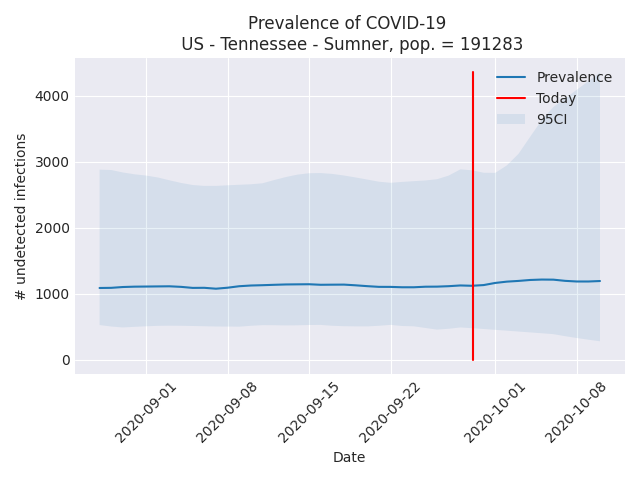 Prevalence of COVID-19
US - Tennessee - Sumner, pop. = 191283
Prevalence
Today
95CI
4000
3000
2000
1000
0
# undetected infections
2020-09-01
2020-09-08
2020-09-15
2020-09-22
2020-10-01
2020-10-08
Date